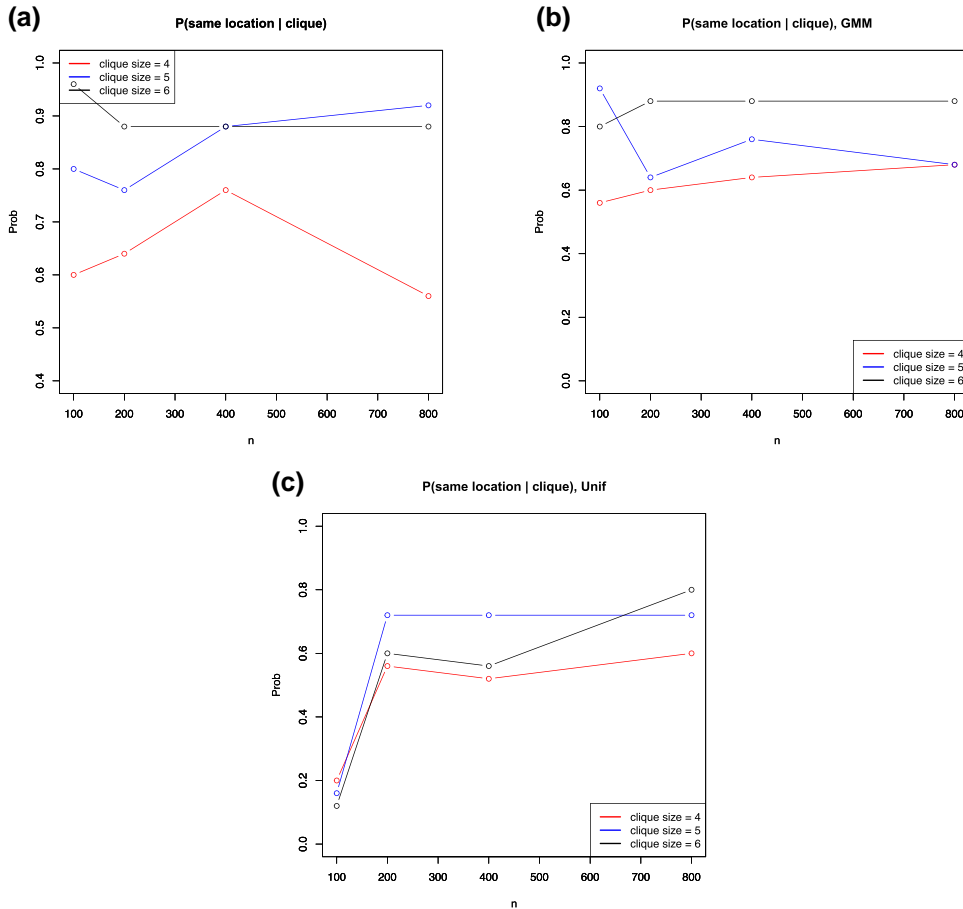 (a)
P(same location | clique)
clique size = 4
clique size = 5
clique size = 6
1.0
0.9
0.8
0.7
0.6
0.5
0.4
Prob
100 200 300 400 500 600 700 800
n
(b)
P(same location | clique), GMM
1.0
0.8
0.6
0.4
0.2
0.0
Prob
clique size = 4
clique size = 5
clique size = 6
100 200 300 400 500 600 700 800
n
(c)
P(same location | clique), Unif
1.0
0.8
0.6
0.4
0.2
0.0
Prob
clique size = 4
clique size = 5
clique size = 6
100 200 300 400 500 600 700 800
n